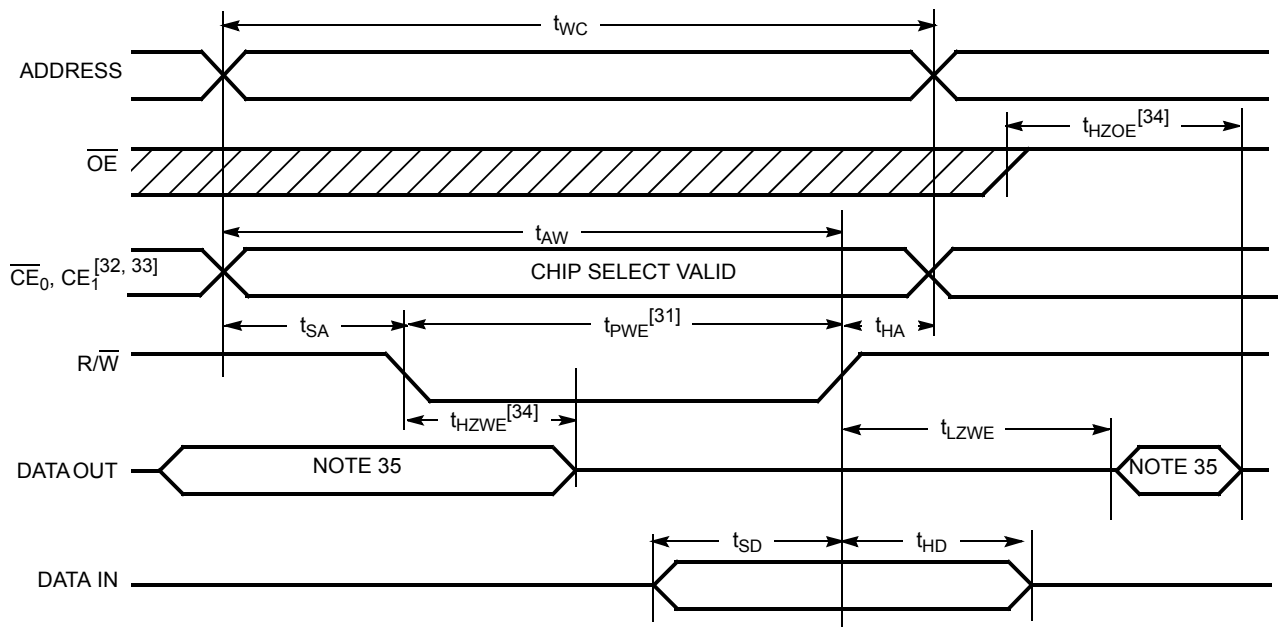 tWC
ADDRESS
tHZOE[34]
OE
tAW
CE0, CE1[32, 33]
CHIP SELECT VALID
tSA
tPWE[31]
tHA
R/W
tHZWE[34]
tLZWE
DATA OUT
NOTE 35
NOTE 35
tSD
tHD
DATA IN